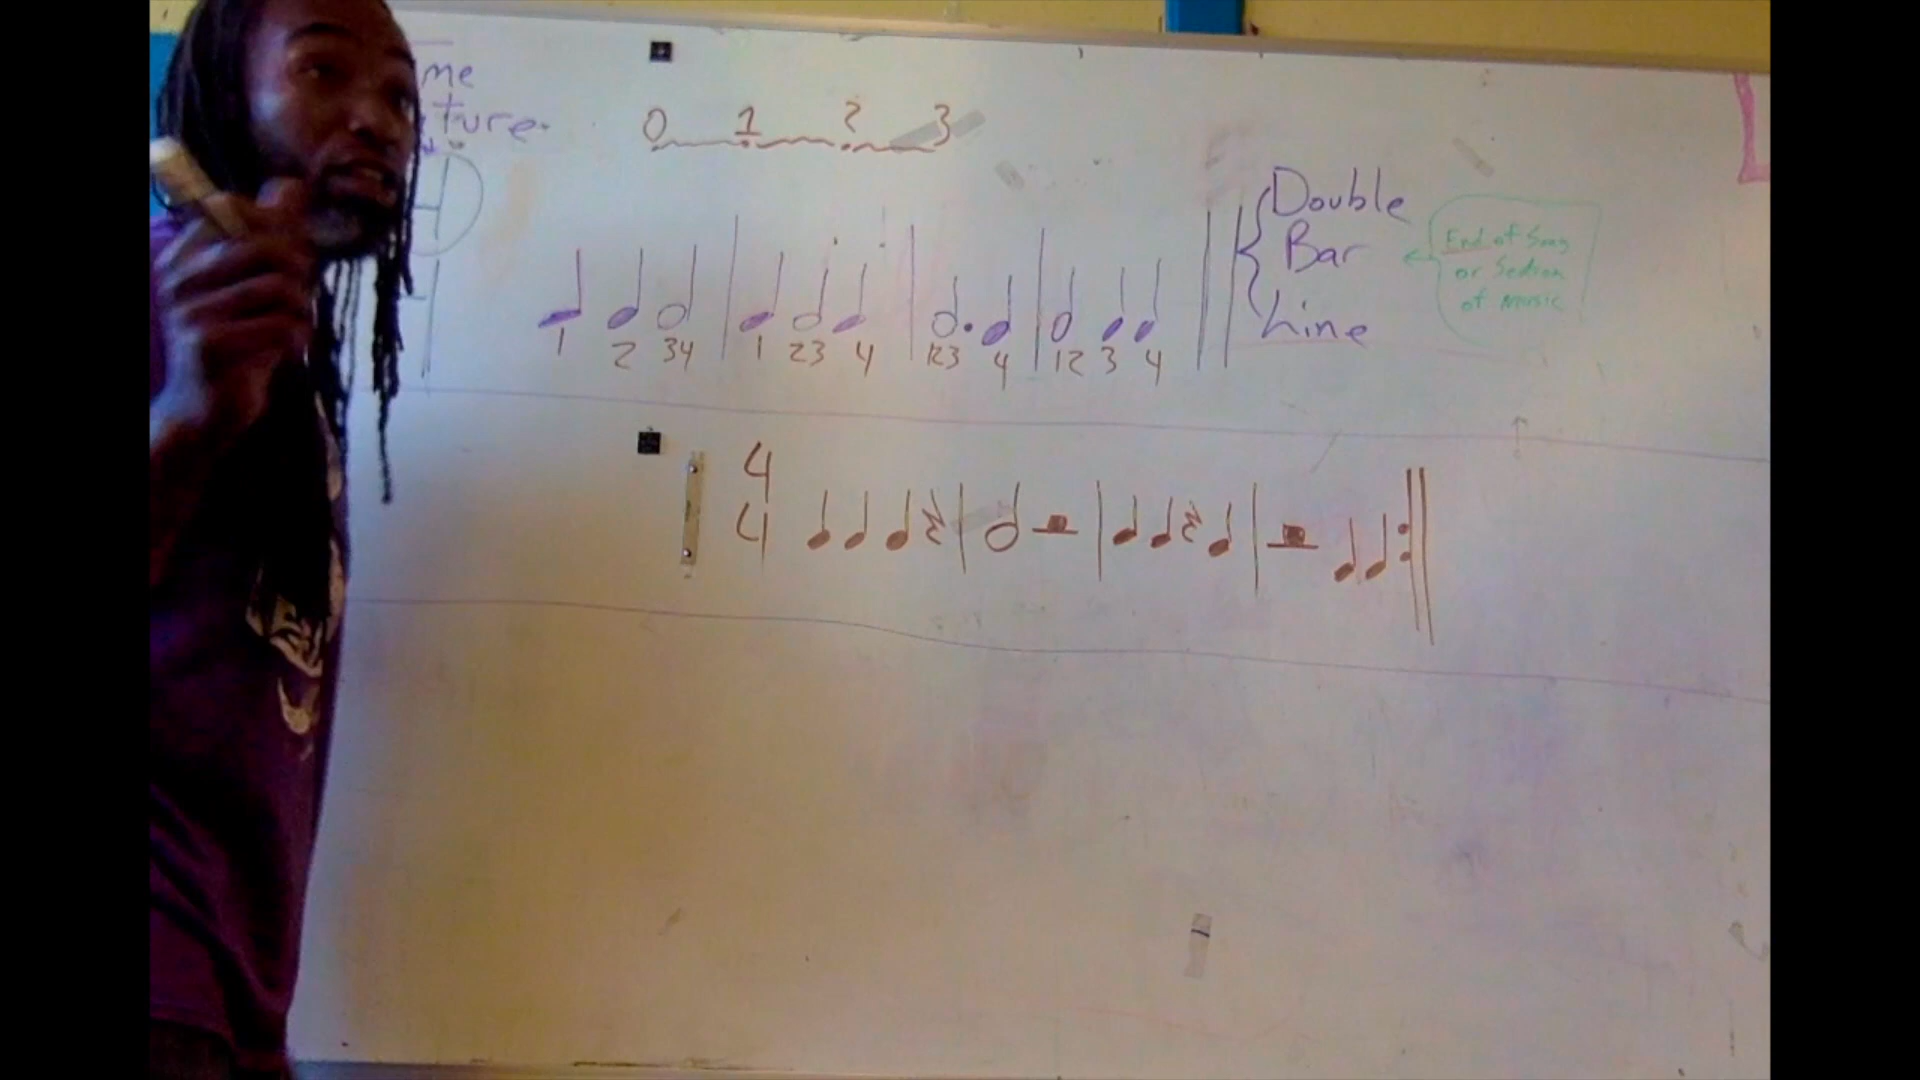 me
ture
0 1 2 3
Double
Bar
Line
End of Song
or Section
of Music
1 2 34 1 23 4 123 4 12 3 4
4
4